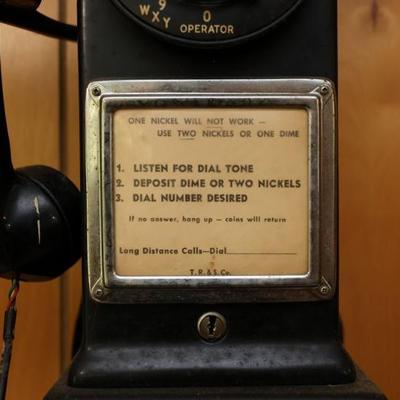 WXY 9
0
OPERATOR
ONE NICKEL WILL NOT WORK —
USE TWO NICKELS OR ONE DIME
1. LISTEN FOR DIAL TONE
2. DEPOSIT DIME OR TWO NICKELS
3. DIAL NUMBER DESIRED
If no answer, hang up — coins will return
Long Distance Calls—Dial
T. R. & S. Co.